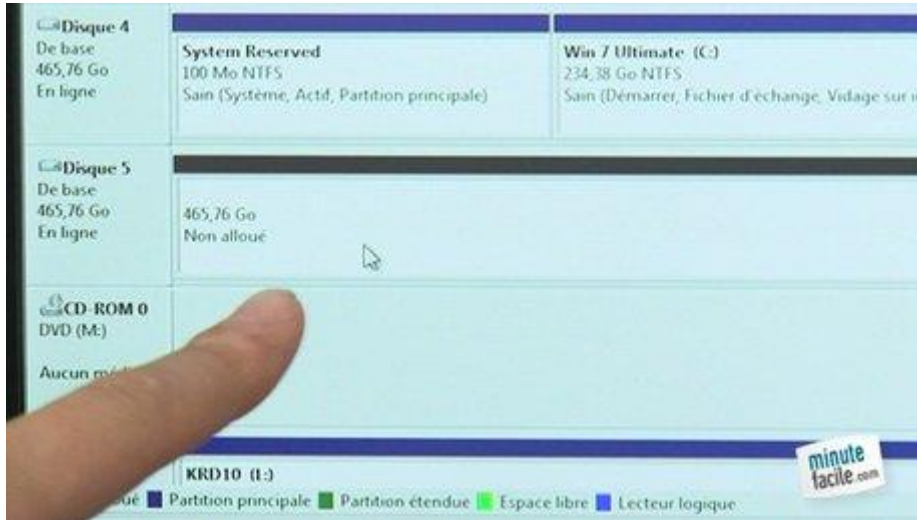 Disque 4
De base
465,76 Go
En ligne
System Reserved
100 Mo NTFS
Sain (Système, Actif, Partition principale)
Win 7 Ultimate (C:)
234,38 Go NTFS
Sain (Démarrer, Fichier d'échange, Vidage sur
Disque 5
De base
465,76 Go
En ligne
465,76 Go
Non alloué
CD-ROM 0
DVD (M:)
Aucun
KRD10 (I:)
Partition principale Partition étendue Espace libre Lecteur logique
minute
facile.com